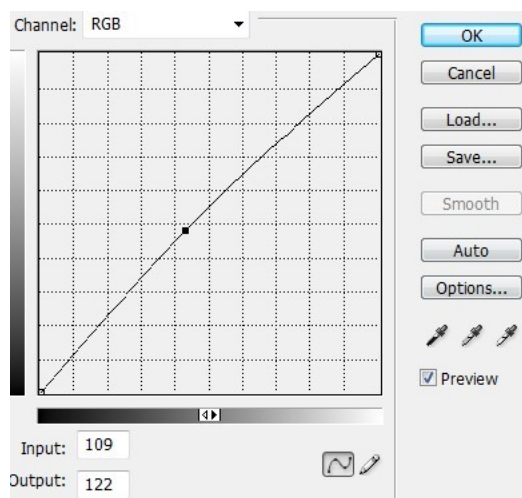 Channel: RGB
OK
Cancel
Load...
Save...
Smooth
Auto
Options...
Preview
Input: 109
Output: 122